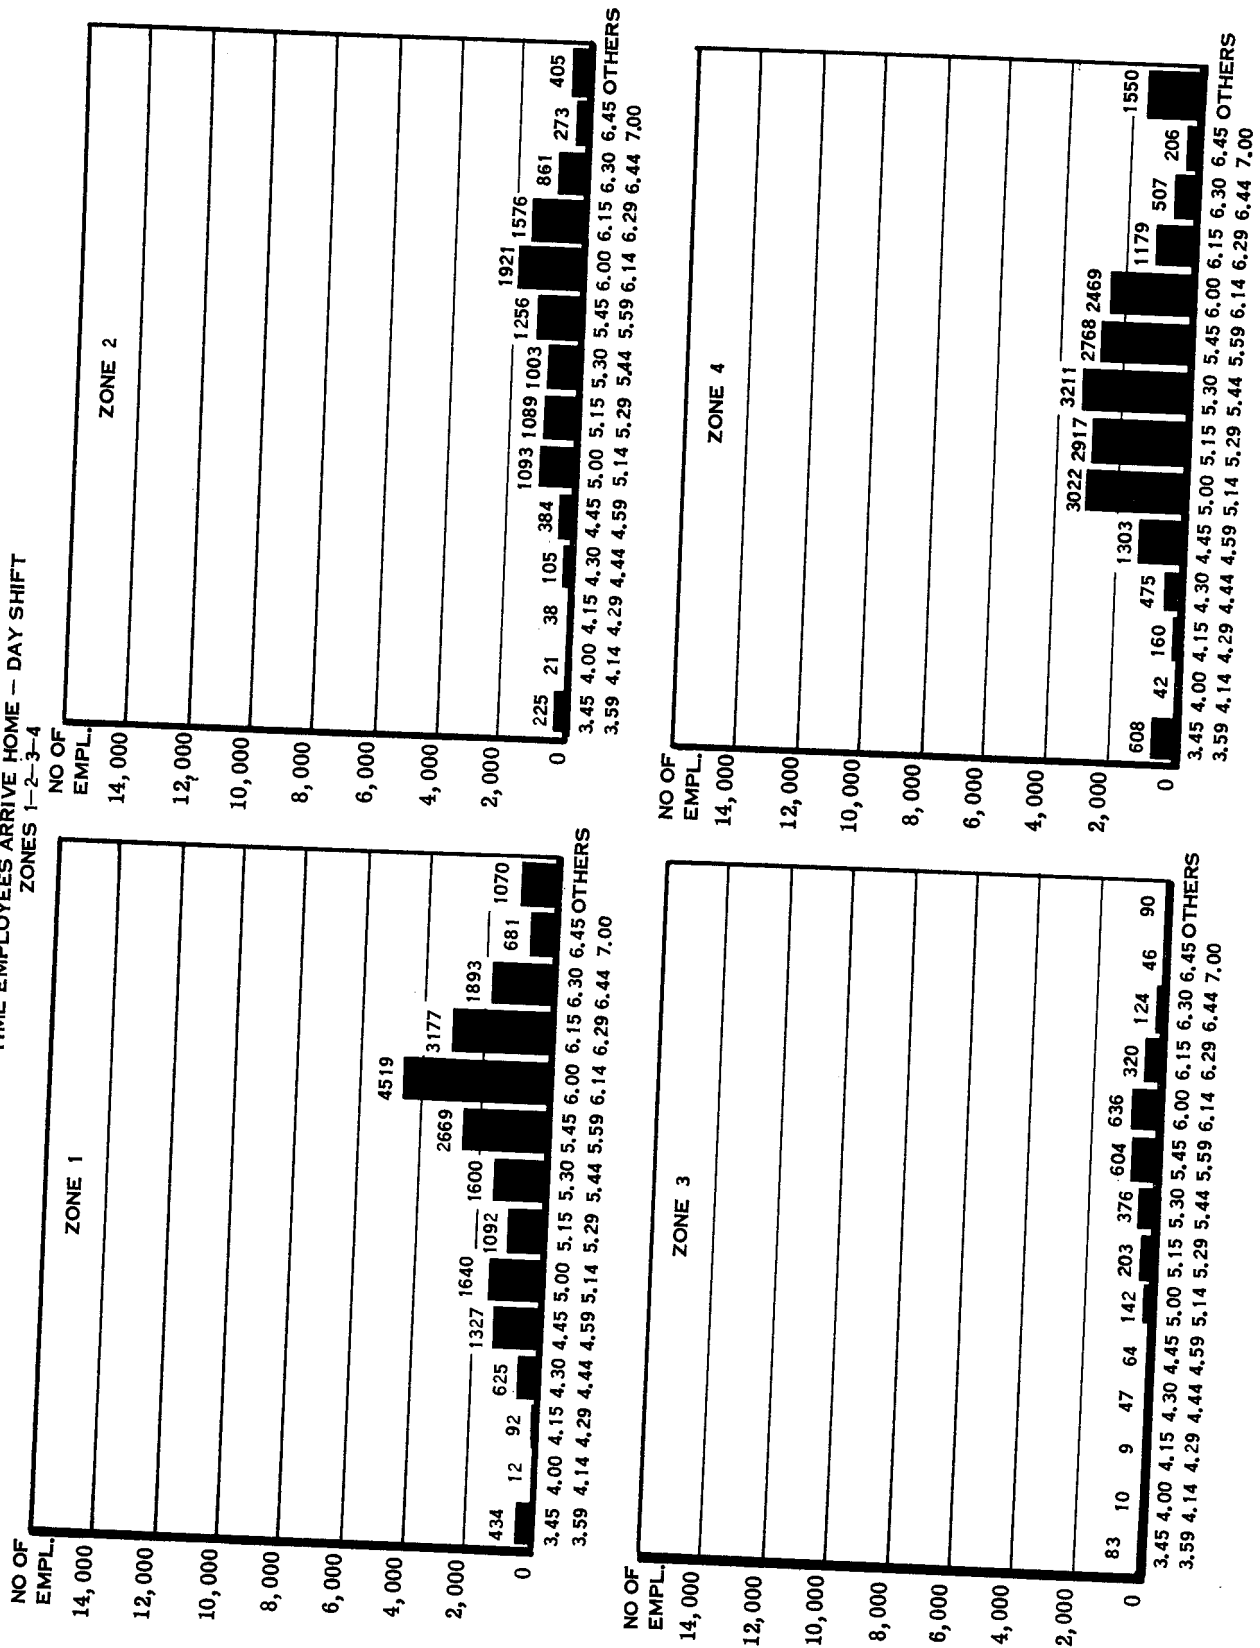 TIME EMPLOYEES ARRIVE HOME – DAY SHIFT
ZONES 1–2–3–4
NO OF
EMPL.
ZONE 1
14,000
12,000
10,000
8,000
6,000
4,000
2,000
0
434 12 92 625 1327 1640 1092 1600 2669 4519 3177 1893 681 1070
3.45 4.00 4.15 4.30 4.45 5.00 5.15 5.30 5.45 6.00 6.15 6.30 6.45 OTHERS
3.59 4.14 4.29 4.44 4.59 5.14 5.29 5.44 5.59 6.14 6.29 6.44 7.00
NO OF
EMPL.
ZONE 2
14,000
12,000
10,000
8,000
6,000
4,000
2,000
0
225 21 38 105 384 1093 1089 1003 1256 1921 1576 861 273 405
3.45 4.00 4.15 4.30 4.45 5.00 5.15 5.30 5.45 6.00 6.15 6.30 6.45 OTHERS
3.59 4.14 4.29 4.44 4.59 5.14 5.29 5.44 5.59 6.14 6.29 6.44 7.00
NO OF
EMPL.
ZONE 3
14,000
12,000
10,000
8,000
6,000
4,000
2,000
0
83 10 9 47 64 142 203 376 604 636 320 124 46 90
3.45 4.00 4.15 4.30 4.45 5.00 5.15 5.30 5.45 6.00 6.15 6.30 6.45 OTHERS
3.59 4.14 4.29 4.44 4.59 5.14 5.29 5.44 5.59 6.14 6.29 6.44 7.00
NO OF
EMPL.
ZONE 4
14,000
12,000
10,000
8,000
6,000
4,000
2,000
0
608 42 160 475 1303 3022 2917 3211 2768 2469 1179 507 206 1550
3.45 4.00 4.15 4.30 4.45 5.00 5.15 5.30 5.45 6.00 6.15 6.30 6.45 OTHERS
3.59 4.14 4.29 4.44 4.59 5.14 5.29 5.44 5.59 6.14 6.29 6.44 7.00